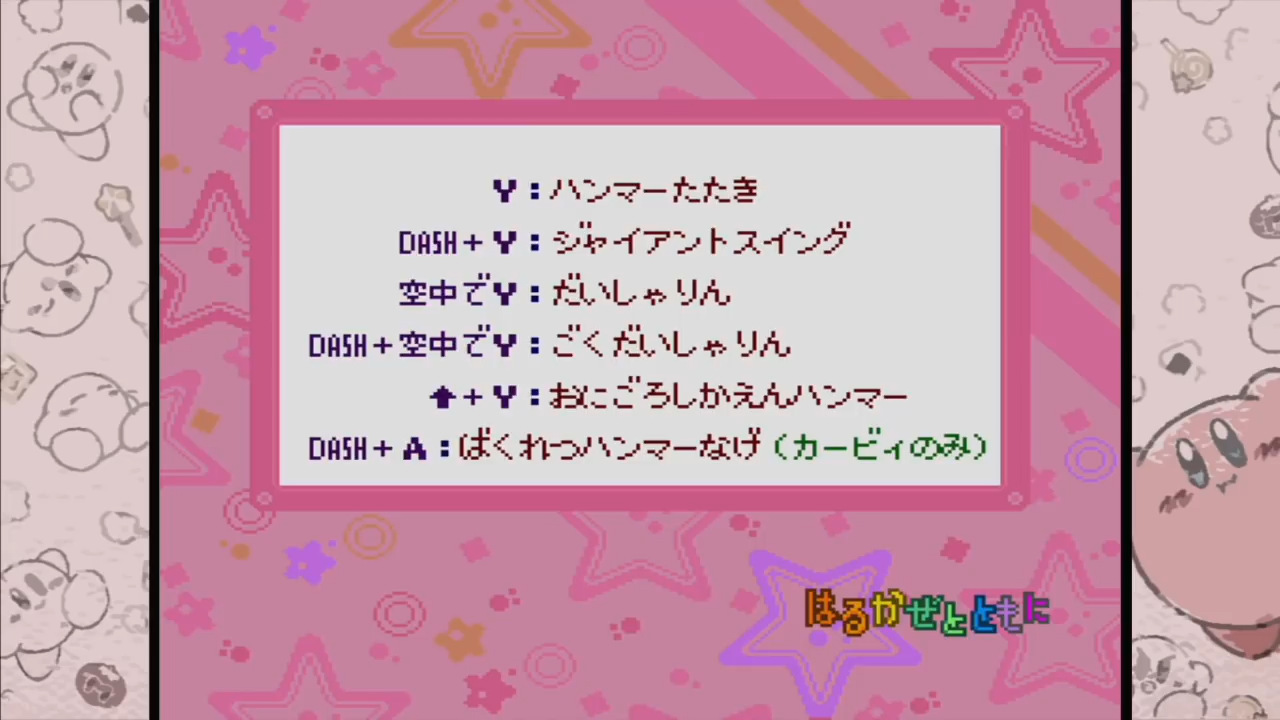 Y:ハンマーたたき
DASH+Y:ジャイアントスイング
空中でY:だいしゃりん
DASH+空中でY:ごくだいしゃりん
↑+Y:おにごろしかえんハンマー
DASH+A:ばくれつハンマーなげ(カービィのみ)
はるかぜとともに